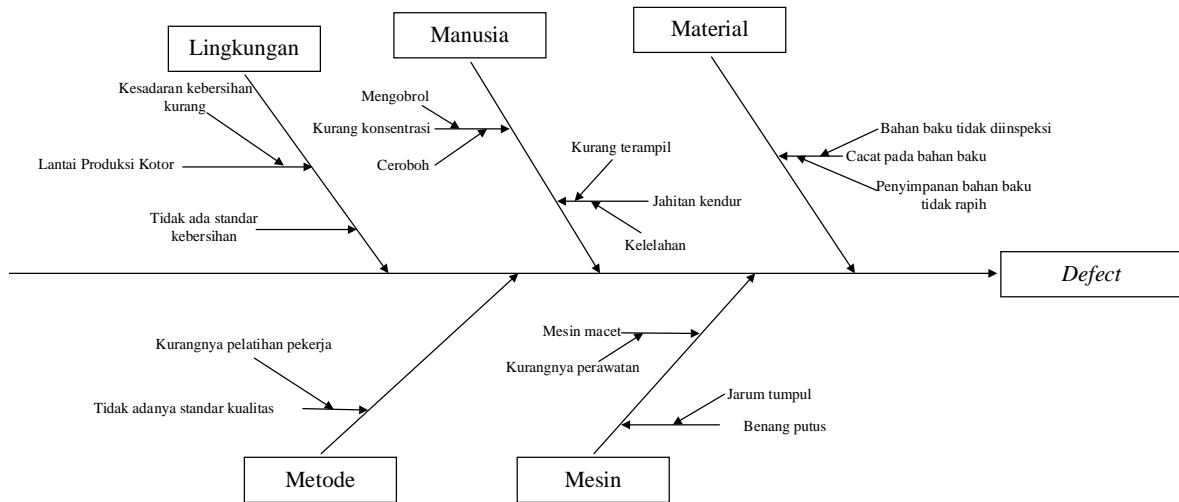 Lingkungan
Manusia
Material
Kesadaran kebersihan
kurang
Lantai Produksi Kotor
Tidak ada standar
kebersihan
Mengobrol
Kurang konsentrasi
Ceroboh
Kurang terampil
Jahitan kendur
Kelelahan
Bahan baku tidak diinspeksi
Cacat pada bahan baku
Penyimpanan bahan baku
tidak rapih
Defect
Kurangnya pelatihan pekerja
Tidak adanya standar kualitas
Mesin macet
Kurangnya perawatan
Jarum tumpul
Benang putus
Metode
Mesin